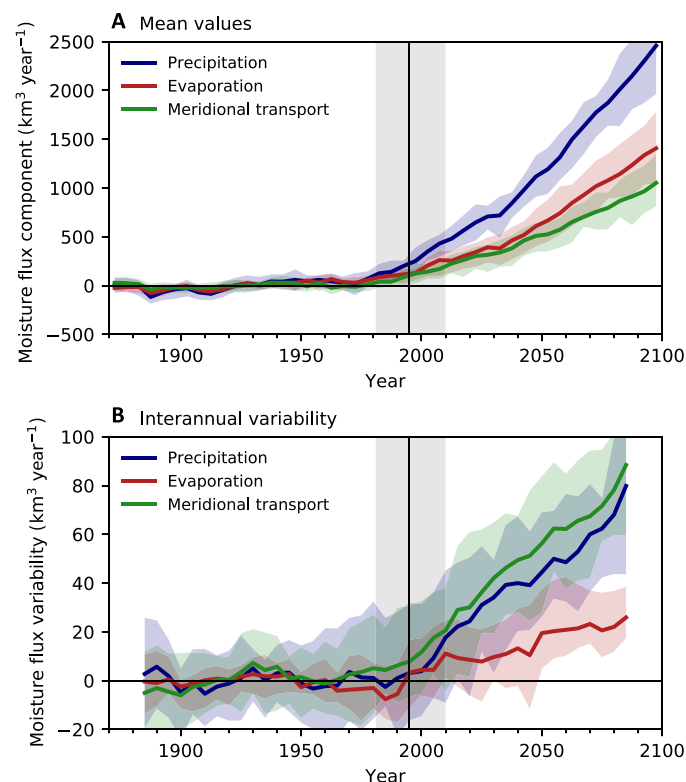 A Mean values
Moisture flux component (km³ year⁻¹)
2500
2000
1500
1000
500
0
−500
Precipitation
Evaporation
Meridional transport
1900
1950
2000
2050
2100
Year
B Interannual variability
Moisture flux variability (km³ year⁻¹)
100
80
60
40
20
0
−20
Precipitation
Evaporation
Meridional transport
1900
1950
2000
2050
2100
Year